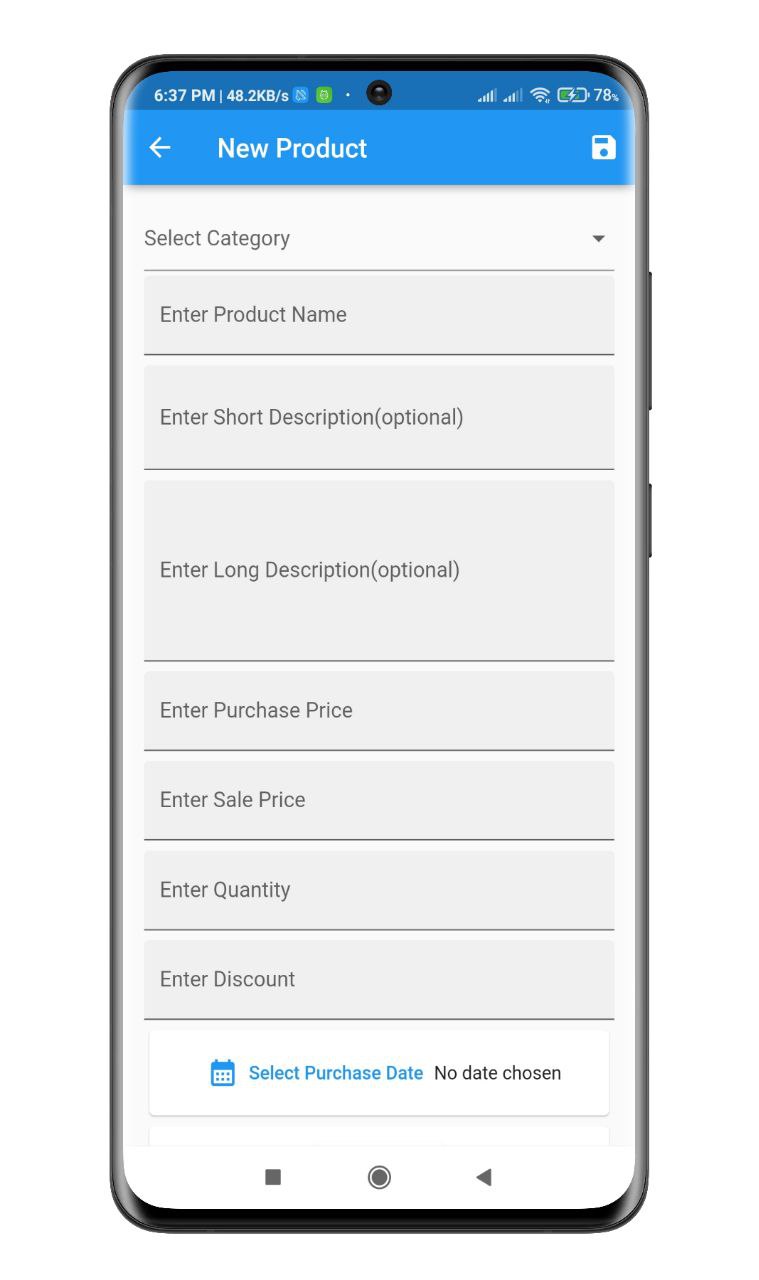 6:37 PM | 48.2KB/s 78%
New Product
Select Category
Enter Product Name
Enter Short Description(optional)
Enter Long Description(optional)
Enter Purchase Price
Enter Sale Price
Enter Quantity
Enter Discount
Select Purchase Date No date chosen